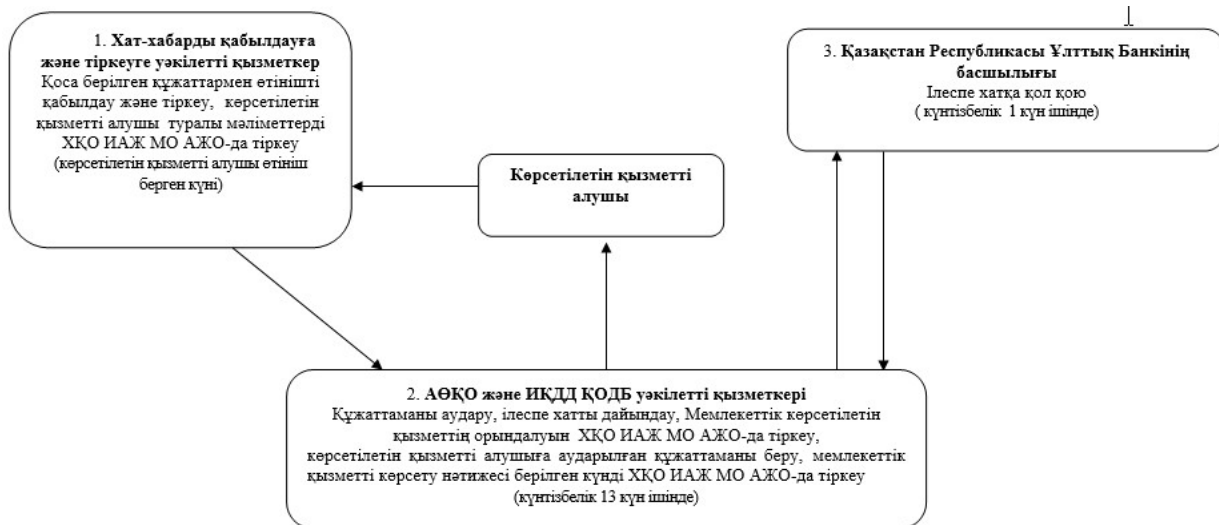 1. Хат-хабарды қабылдауға
және тіркеуге уәкілетті қызметкер
Қоса берілген құжаттармен өтінішті
қабылдау және тіркеу, көрсетілетін
қызметті алушы туралы мәліметтерді
ХҚО ИАЖ МО АЖО-да тіркеу
(көрсетілетін қызметті алушы өтініш
берген күні)
Көрсетілетін қызметті
алушы
3. Қазақстан Республикасы Ұлттық Банкінің
басшылығы
Ілеспе хатқа қол қою
( күнтізбелік 1 күн ішінде)
2. АӨҚО және ИҚДД ҚОДБ уәкілетті қызметкері
Құжаттаманы аудару, ілеспе хатты дайындау, Мемлекеттік көрсетілетін
қызметтің орындалуын ХҚО ИАЖ МО АЖО-да тіркеу,
көрсетілетін қызметті алушыға аударылған құжаттаманы беру, мемлекеттік
қызметті көрсету нәтижесі берілген күнді ХҚО ИАЖ МО АЖО-да тіркеу
(күнтізбелік 13 күн ішінде)